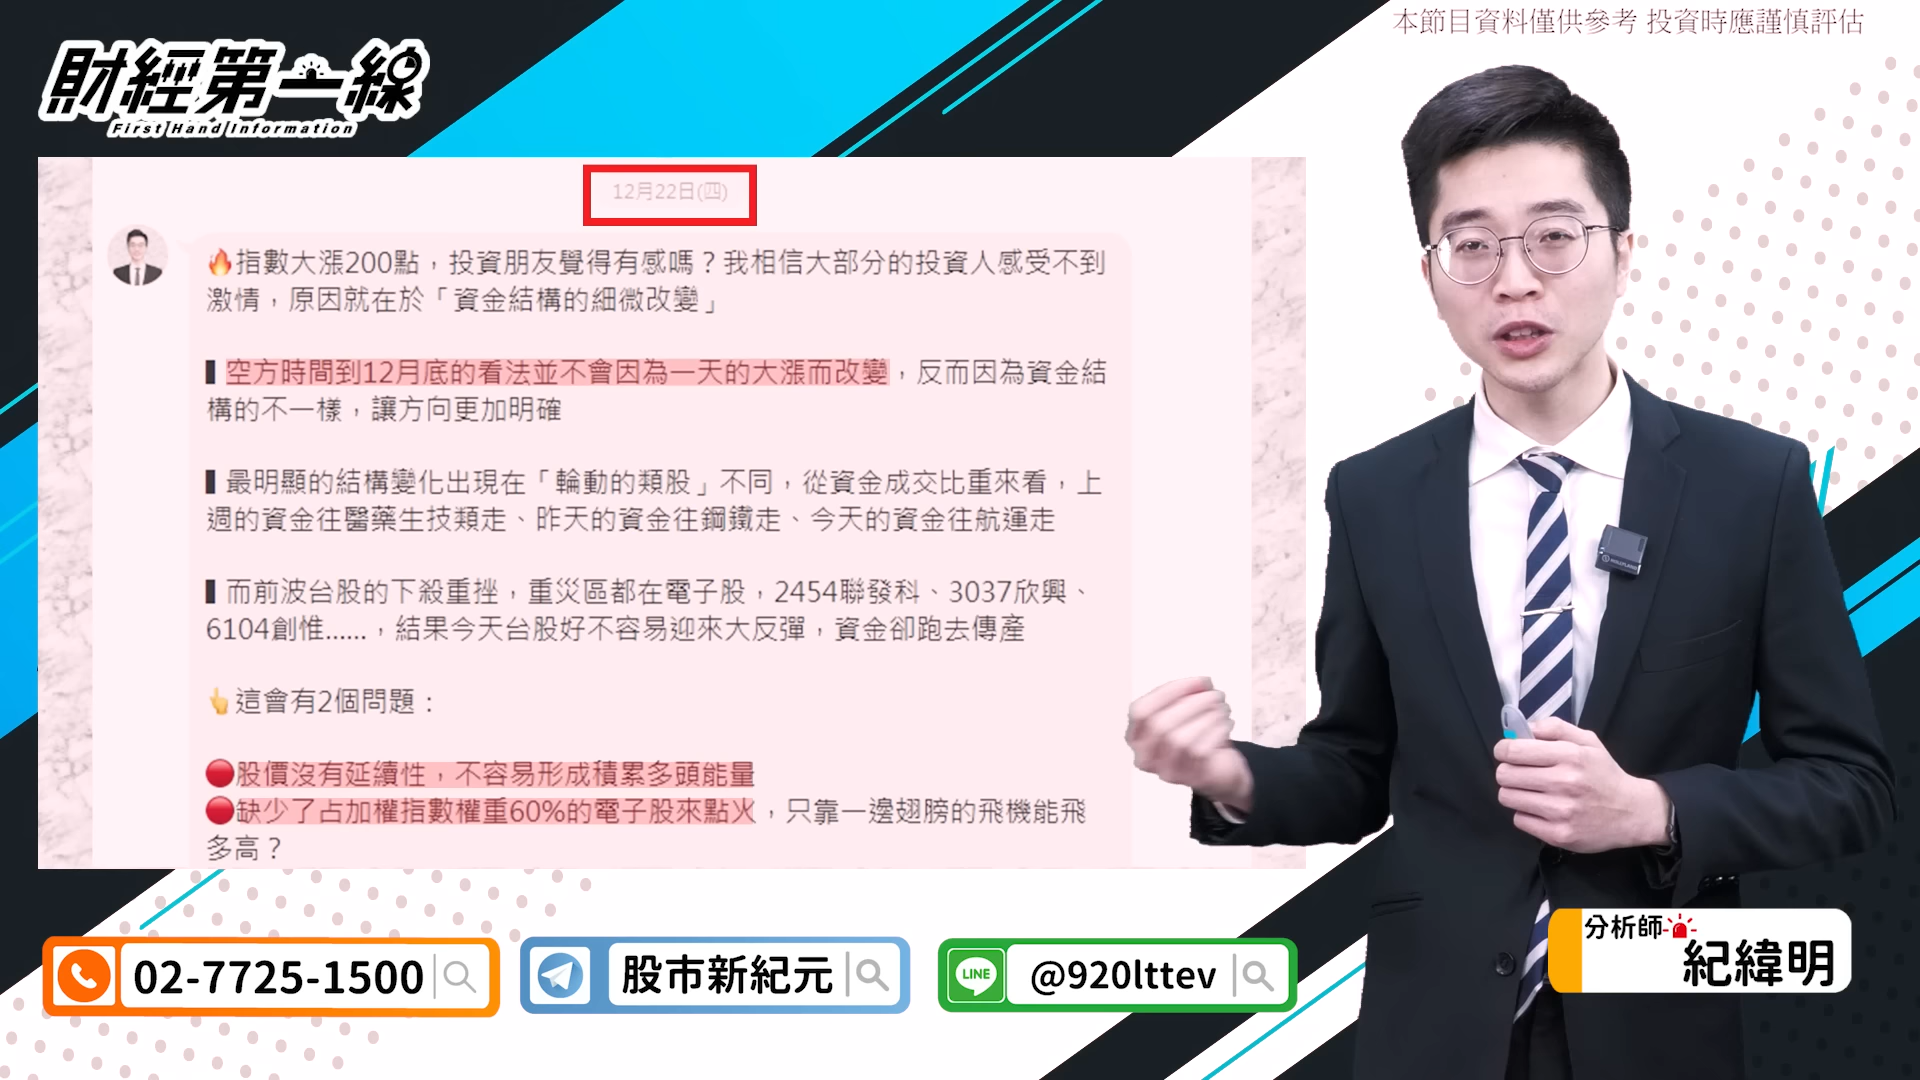 本節目資料僅供參考 投資時應謹慎評估
財經第一線
First Hand Information
12月22日(四)
🔥指數大漲200點，投資朋友覺得有感嗎？我相信大部分的投資人感受不到
激情，原因就在於「資金結構的細微改變」
▌空方時間到12月底的看法並不會因為一天的大漲而改變，反而因為資金結
構的不一樣，讓方向更加明確
▌最明顯的結構變化出現在「輪動的類股」不同，從資金成交比重來看，上
週的資金往醫藥生技類走、昨天的資金往鋼鐵走、今天的資金往航運走
▌而前波台股的下殺重挫，重災區都在電子股，2454聯發科、3037欣興、
6104創惟......，結果今天台股好不容易迎來大反彈，資金卻跑去傳產
👆這會有2個問題：
🔴股價沒有延續性，不容易形成積累多頭能量
🔴缺少了占加權指數權重60%的電子股來點火，只靠一邊翅膀的飛機能飛
多高？
分析師
紀緯明
02-7725-1500
股市新紀元
LINE
@920lttev